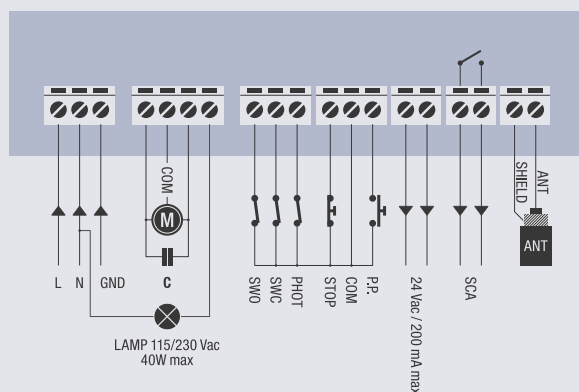 COM
M
SHIELD
ANT
ANT
L
N
GND
C
SWO
SWC
PHOT
STOP
COM
P.P.
24 Vac / 200 mA max
SCA
LAMP 115/230 Vac
40W max